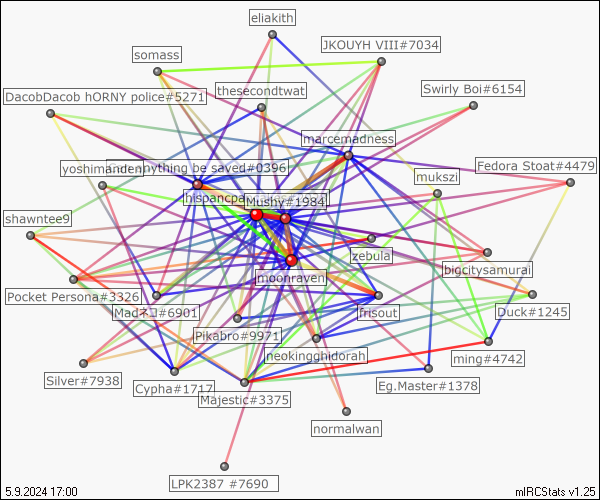 eliakith
JKOUYH VIII#7034
somass
thesecondtwat
Swirly Boi#6154
DacobDacob hORNY police#5271
marcemadness
yoshimanden
nything be saved#0396
Fedora Stoat#4479
mukszi
hispancpa
Mushy#1984
shawntee9
zebula
bigcitysamurai
moonraven
Pocket Persona#3326
Madネコ#6901
frisout
Duck#1245
Pikabro#9971
neokingghidorah
ming#4742
Silver#7938
Cypha#1717
Majestic#3375
Eg.Master#1378
normalwan
LPK2387 #7690
5.9.2024 17:00
mIRCStats v1.25